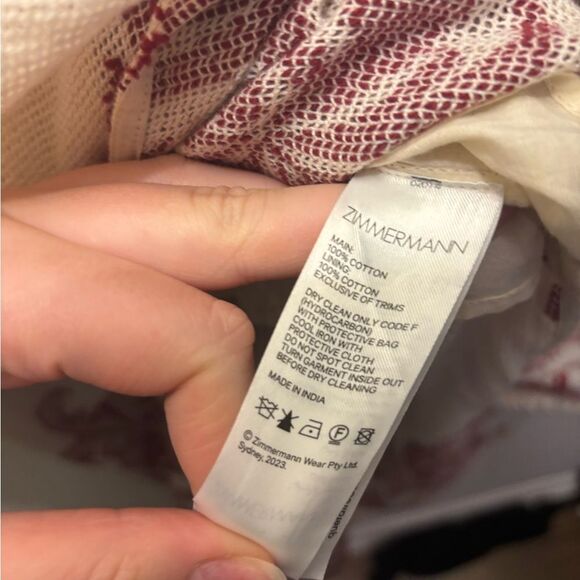 ZIMMERMANN
MAIN:
100% COTTON
LINING:
100% COTTON
EXCLUSIVE OF TRIMS
DRY CLEAN ONLY CODE F
(HYDROCARBON)
WITH PROTECTIVE BAG
COOL IRON WITH
PROTECTIVE CLOTH
DO NOT SPOT CLEAN
TURN GARMENT INSIDE OUT
BEFORE DRY CLEANING
MADE IN INDIA
F
© Zimmermann Wear Pty Ltd.
Sydney, 2023.